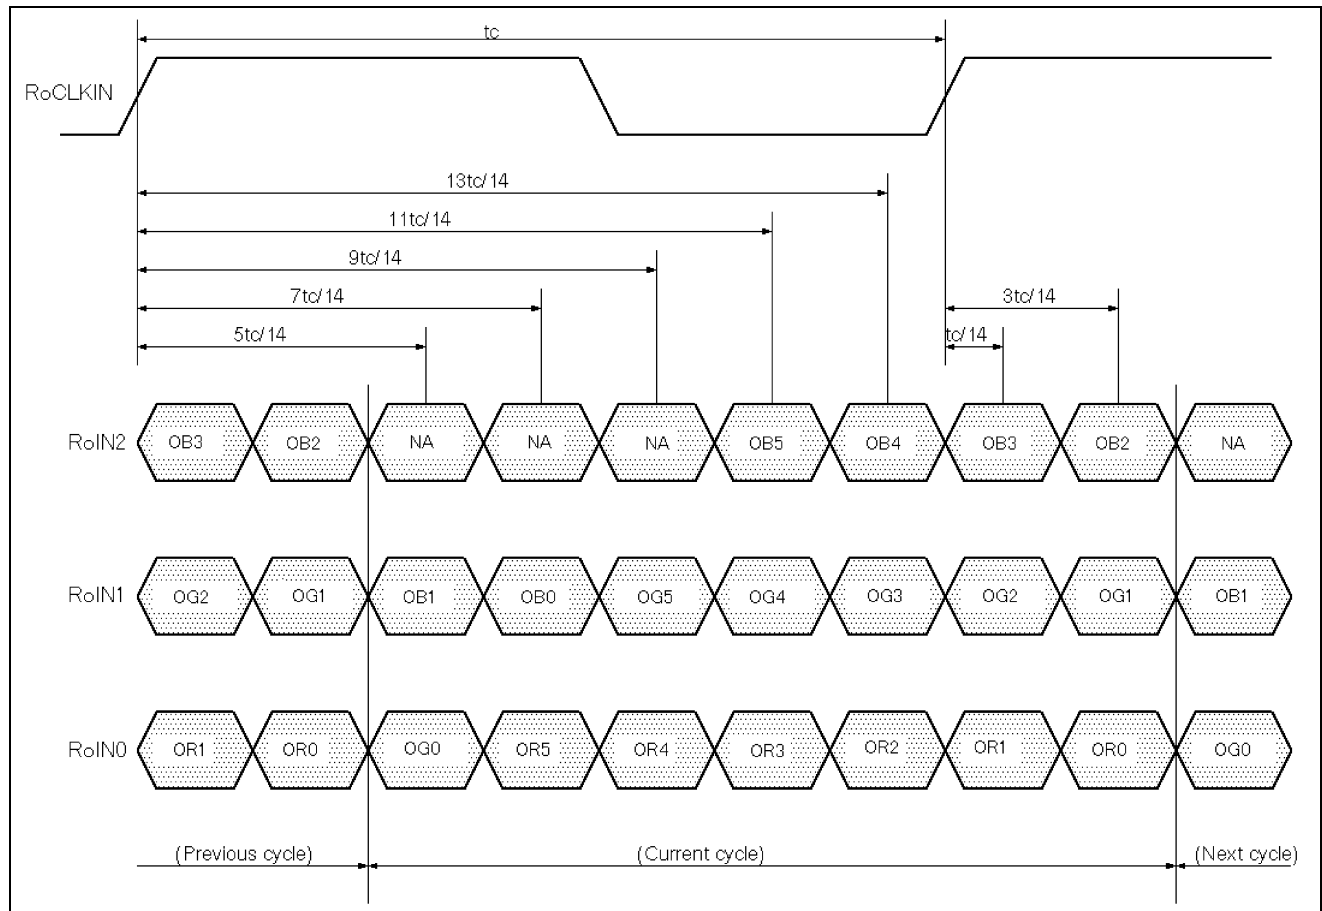 tc
RoCLKIN
13tc/14
11tc/14
9tc/14
7tc/14
3tc/14
5tc/14
tc/14
RoIN2 OB3 OB2 NA NA NA OB5 OB4 OB3 OB2 NA
RoIN1 OG2 OG1 OB1 OB0 OG5 OG4 OG3 OG2 OG1 OB1
RoIN0 OR1 OR0 OG0 OR5 OR4 OR3 OR2 OR1 OR0 OG0
(Previous cycle) (Current cycle) (Next cycle)